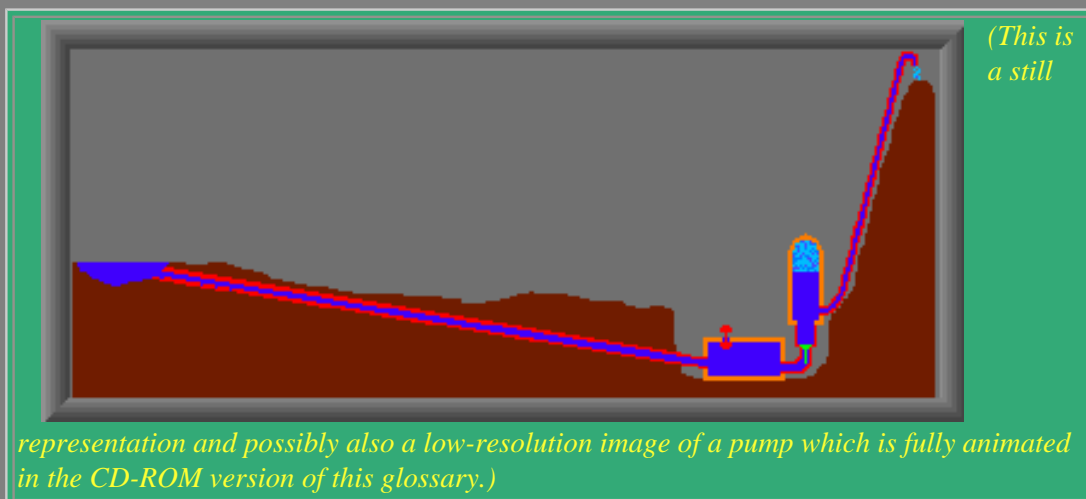 (This is
a still
representation and possibly also a low-resolution image of a pump which is fully animated
in the CD-ROM version of this glossary.)